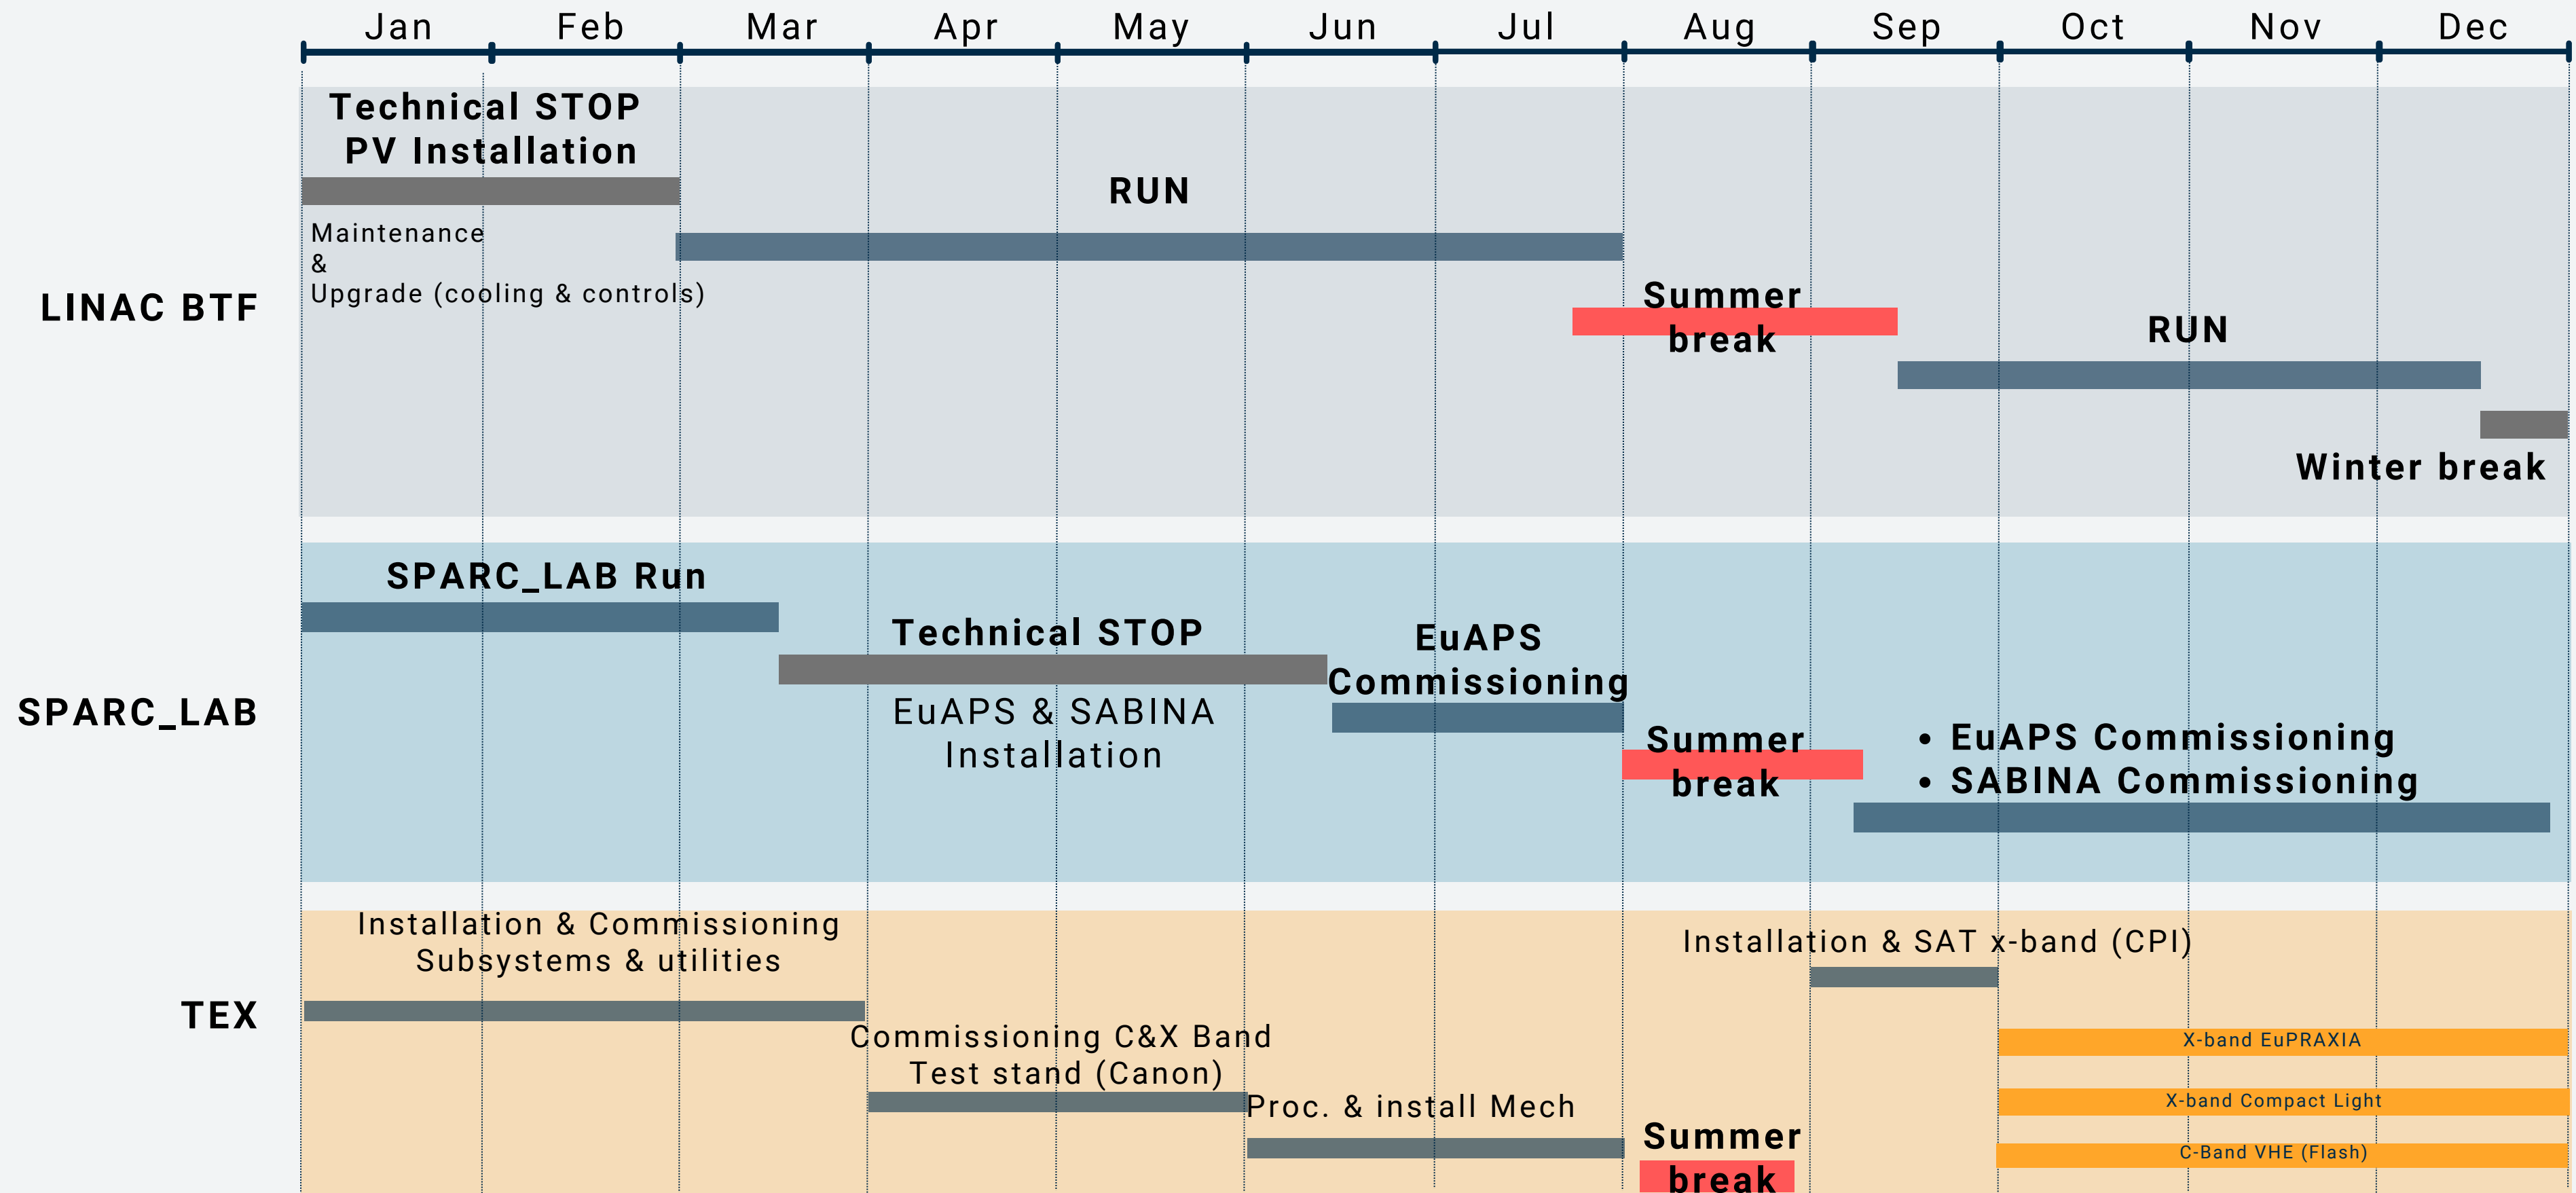 Jan Feb Mar Apr May Jun Jul Aug Sep Oct Nov Dec
LINAC BTF
Technical STOP
PV Installation
Maintenance
&
Upgrade (cooling & controls)
RUN
Summer
break
RUN
Winter break
SPARC_LAB
SPARC_LAB Run
Technical STOP
EuAPS & SABINA
Installation
EuAPS
Commissioning
Summer
break
• EuAPS Commissioning
• SABINA Commissioning
TEX
Installation & Commissioning
Subsystems & utilities
Commissioning C&X Band
Test stand (Canon)
Proc. & install Mech
Summer
break
Installation & SAT x-band (CPI)
X-band EuPRAXIA
X-band Compact Light
C-Band VHE (Flash)